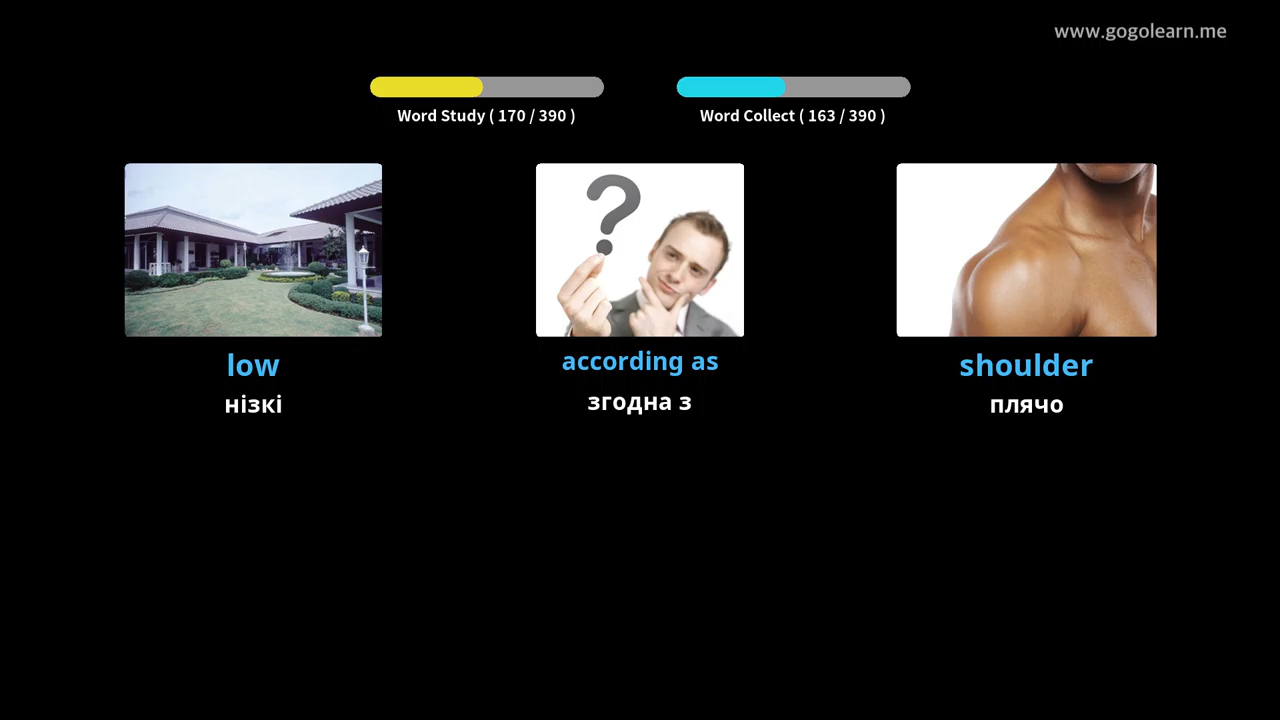 www.gogolearn.me
Word Study ( 170 / 390 )
Word Collect ( 163 / 390 )
low
according as
shoulder
нізкі
згодна з
плячо